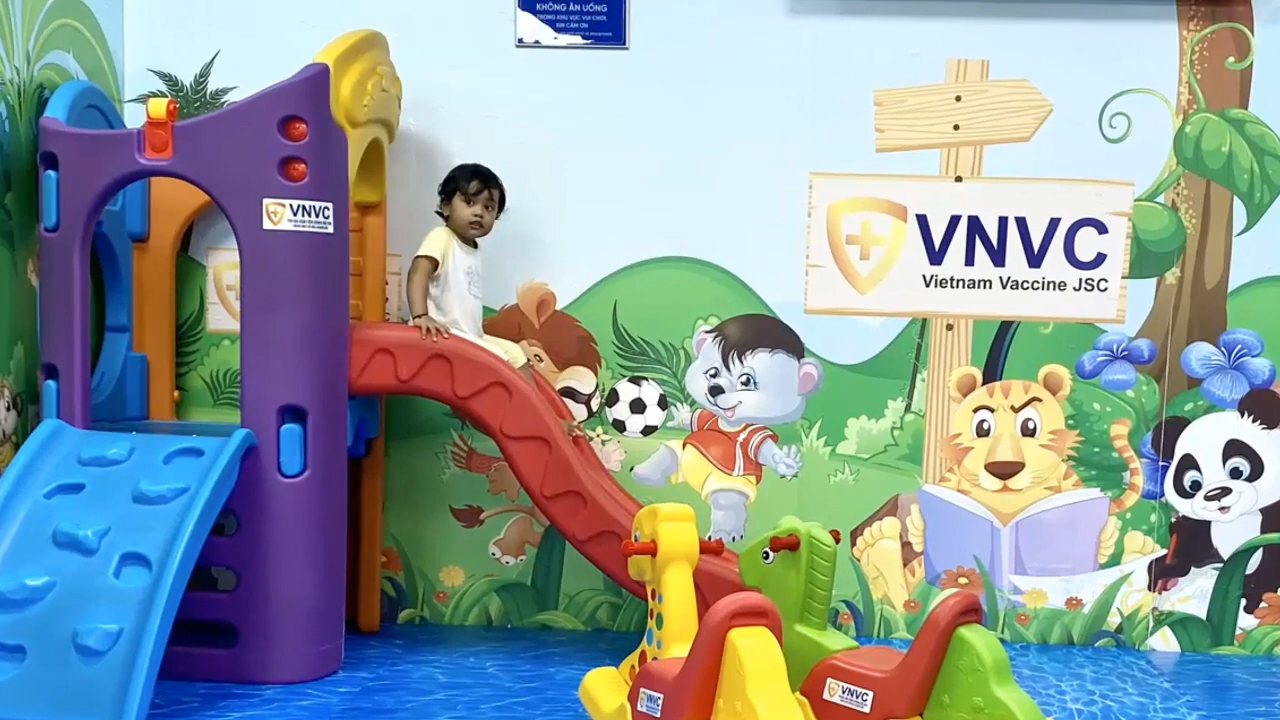 KHÔNG ĂN UỐNG
TRONG KHU VỰC VUI CHƠI,
XIN CẢM ƠN
VNVC
VNVC
Vietnam Vaccine JSC
VNVC
VNVC